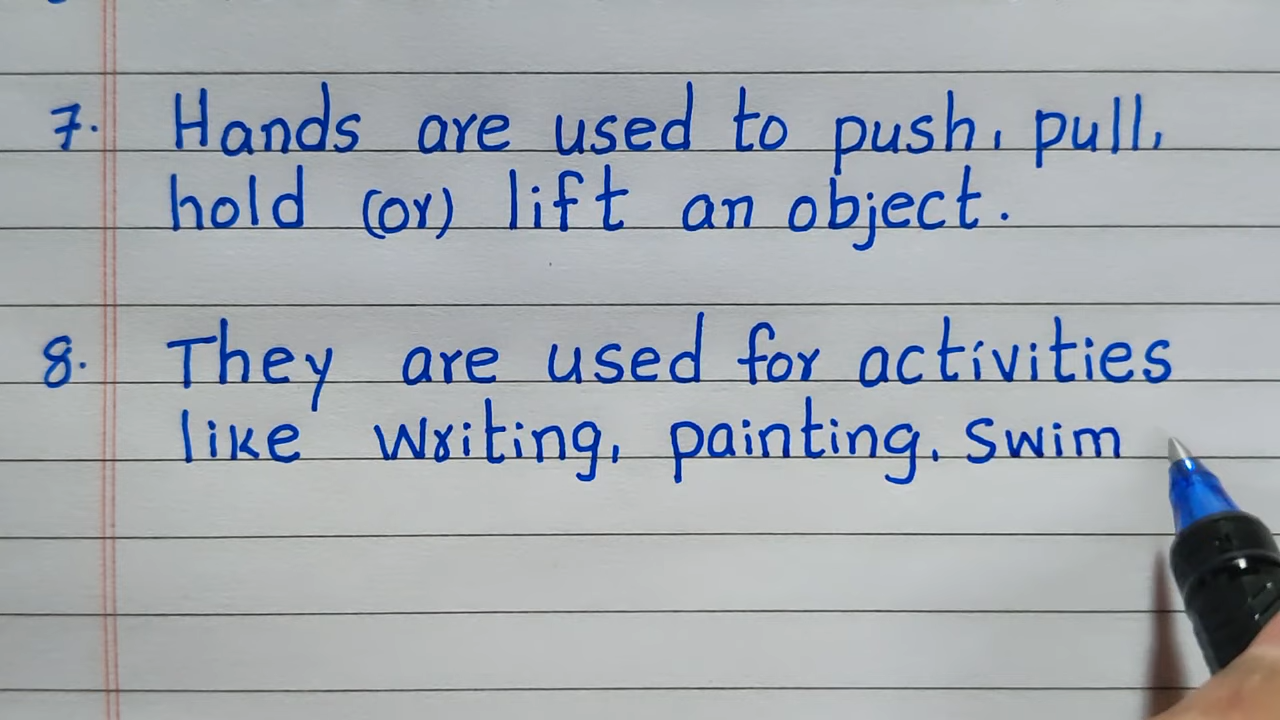 7. Hands are used to push, pull,
hold (or) lift an object.
8. They are used for activities
like writing, painting, swim